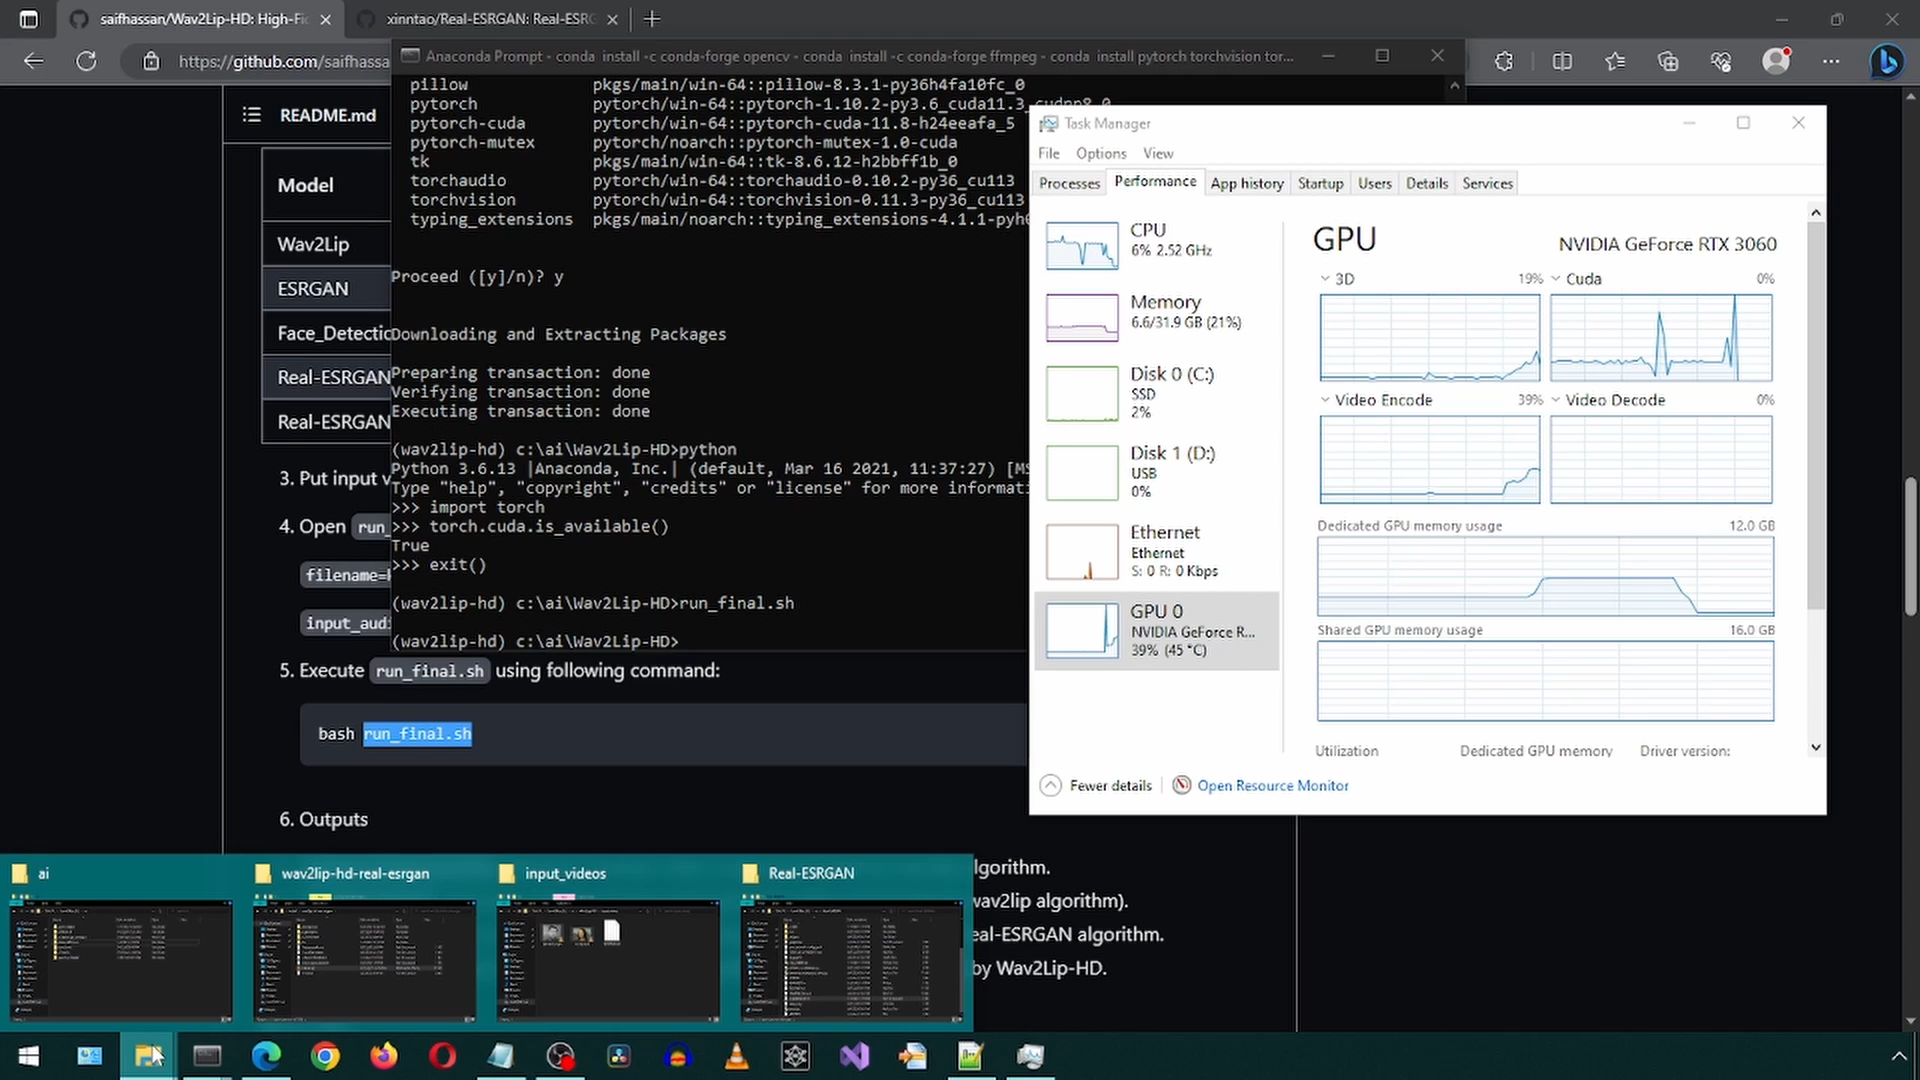 saifhassan/Wav2Lip-HD: High-Fi
xinntao/Real-ESRGAN: Real-ESRG
https://github.com/saifhassa
Anaconda Prompt - conda install -c conda-forge opencv - conda install -c conda-forge ffmpeg - conda install pytorch torchvision tor...
README.md
Model
Wav2Lip
ESRGAN
Face_Detectio
Real-ESRGAN
Real-ESRGAN
3. Put input v
4. Open run_
filename=
input_audi
5. Execute run_final.sh using following command:
bash run_final.sh
6. Outputs
lgorithm.
wav2lip algorithm).
eal-ESRGAN algorithm.
by Wav2Lip-HD.
pillow pkgs/main/win-64::pillow-8.3.1-py36h4fa10fc_0
pytorch pytorch/win-64::pytorch-1.10.2-py3.6_cuda11.3_cudnn8_0
pytorch-cuda pytorch/win-64::pytorch-cuda-11.8-h24eeafa_5
pytorch-mutex pytorch/noarch::pytorch-mutex-1.0-cuda
tk pkgs/main/win-64::tk-8.6.12-h2bbff1b_0
torchaudio pytorch/win-64::torchaudio-0.10.2-py36_cu113
torchvision pytorch/win-64::torchvision-0.11.3-py36_cu113
typing_extensions pkgs/main/noarch::typing_extensions-4.1.1-pyh
Proceed ([y]/n)? y
Downloading and Extracting Packages
Preparing transaction: done
Verifying transaction: done
Executing transaction: done
(wav2lip-hd) c:\ai\Wav2Lip-HD>python
Python 3.6.13 |Anaconda, Inc.| (default, Mar 16 2021, 11:37:27) [MS
Type "help", "copyright", "credits" or "license" for more informati
>>> import torch
>>> torch.cuda.is_available()
True
>>> exit()
(wav2lip-hd) c:\ai\Wav2Lip-HD>run_final.sh
(wav2lip-hd) c:\ai\Wav2Lip-HD>
Task Manager
File Options View
Processes Performance App history Startup Users Details Services
CPU
6% 2.52 GHz
Memory
6.6/31.9 GB (21%)
Disk 0 (C:)
SSD
2%
Disk 1 (D:)
USB
0%
Ethernet
Ethernet
S: 0 R: 0 Kbps
GPU 0
NVIDIA GeForce R...
39% (45 °C)
GPU NVIDIA GeForce RTX 3060
3D 19% Cuda 0%
Video Encode 39% Video Decode 0%
Dedicated GPU memory usage 12.0 GB
Shared GPU memory usage 16.0 GB
Utilization Dedicated GPU memory Driver version:
Fewer details Open Resource Monitor
ai
wav2lip-hd-real-esrgan
input_videos
Real-ESRGAN